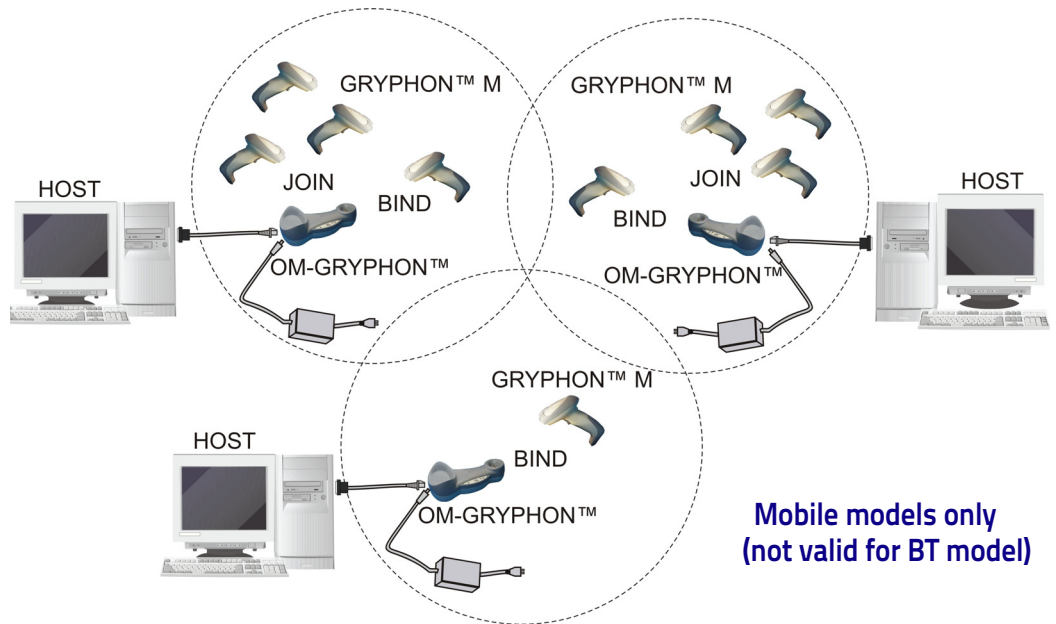 GRYPHON™ M
JOIN
BIND
HOST
OM-GRYPHON™
GRYPHON™ M
JOIN
BIND
HOST
OM-GRYPHON™
GRYPHON™ M
HOST
BIND
OM-GRYPHON™
Mobile models only
(not valid for BT model)